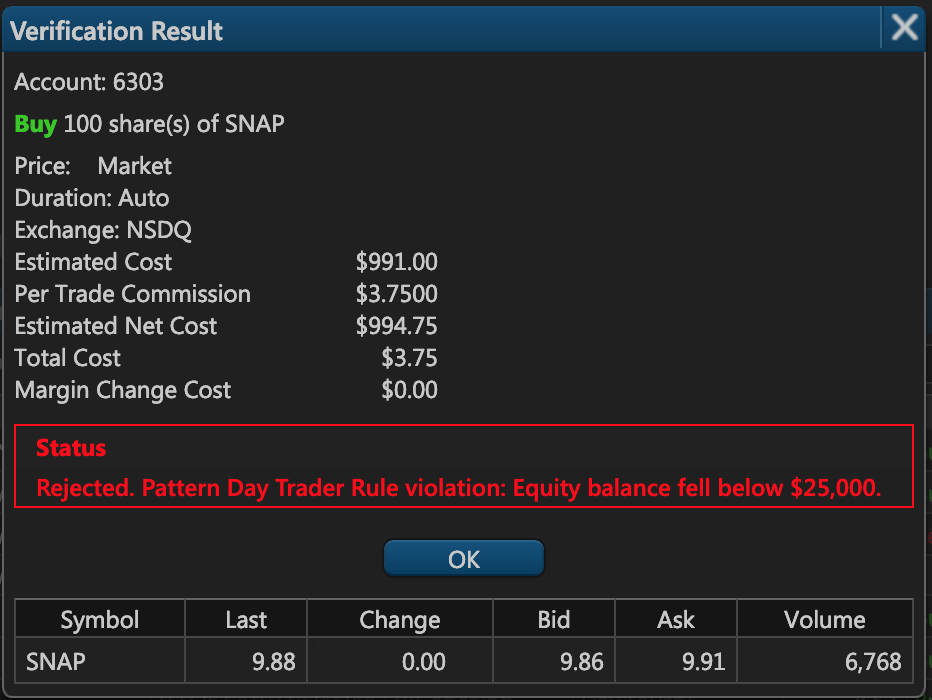 Verification Result
Account: 6303
Buy 100 share(s) of SNAP
Price: Market
Duration: Auto
Exchange: NSDQ
Estimated Cost $991.00
Per Trade Commission $3.7500
Estimated Net Cost $994.75
Total Cost $3.75
Margin Change Cost $0.00
Status
Rejected. Pattern Day Trader Rule violation: Equity balance fell below $25,000.
OK
Symbol Last Change Bid Ask Volume
SNAP 9.88 0.00 9.86 9.91 6,768